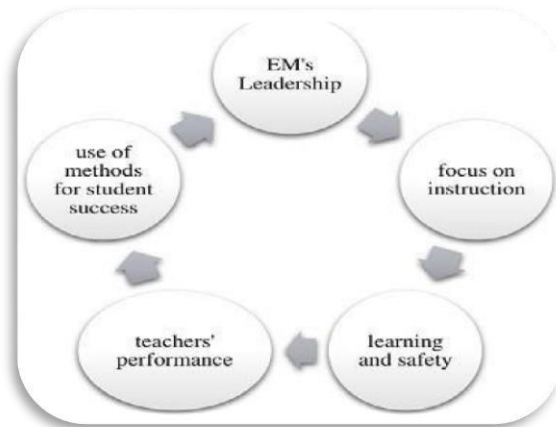 EM's
Leadership
focus on
instruction
learning
and safety
teachers'
performance
use of
methods
for student
success